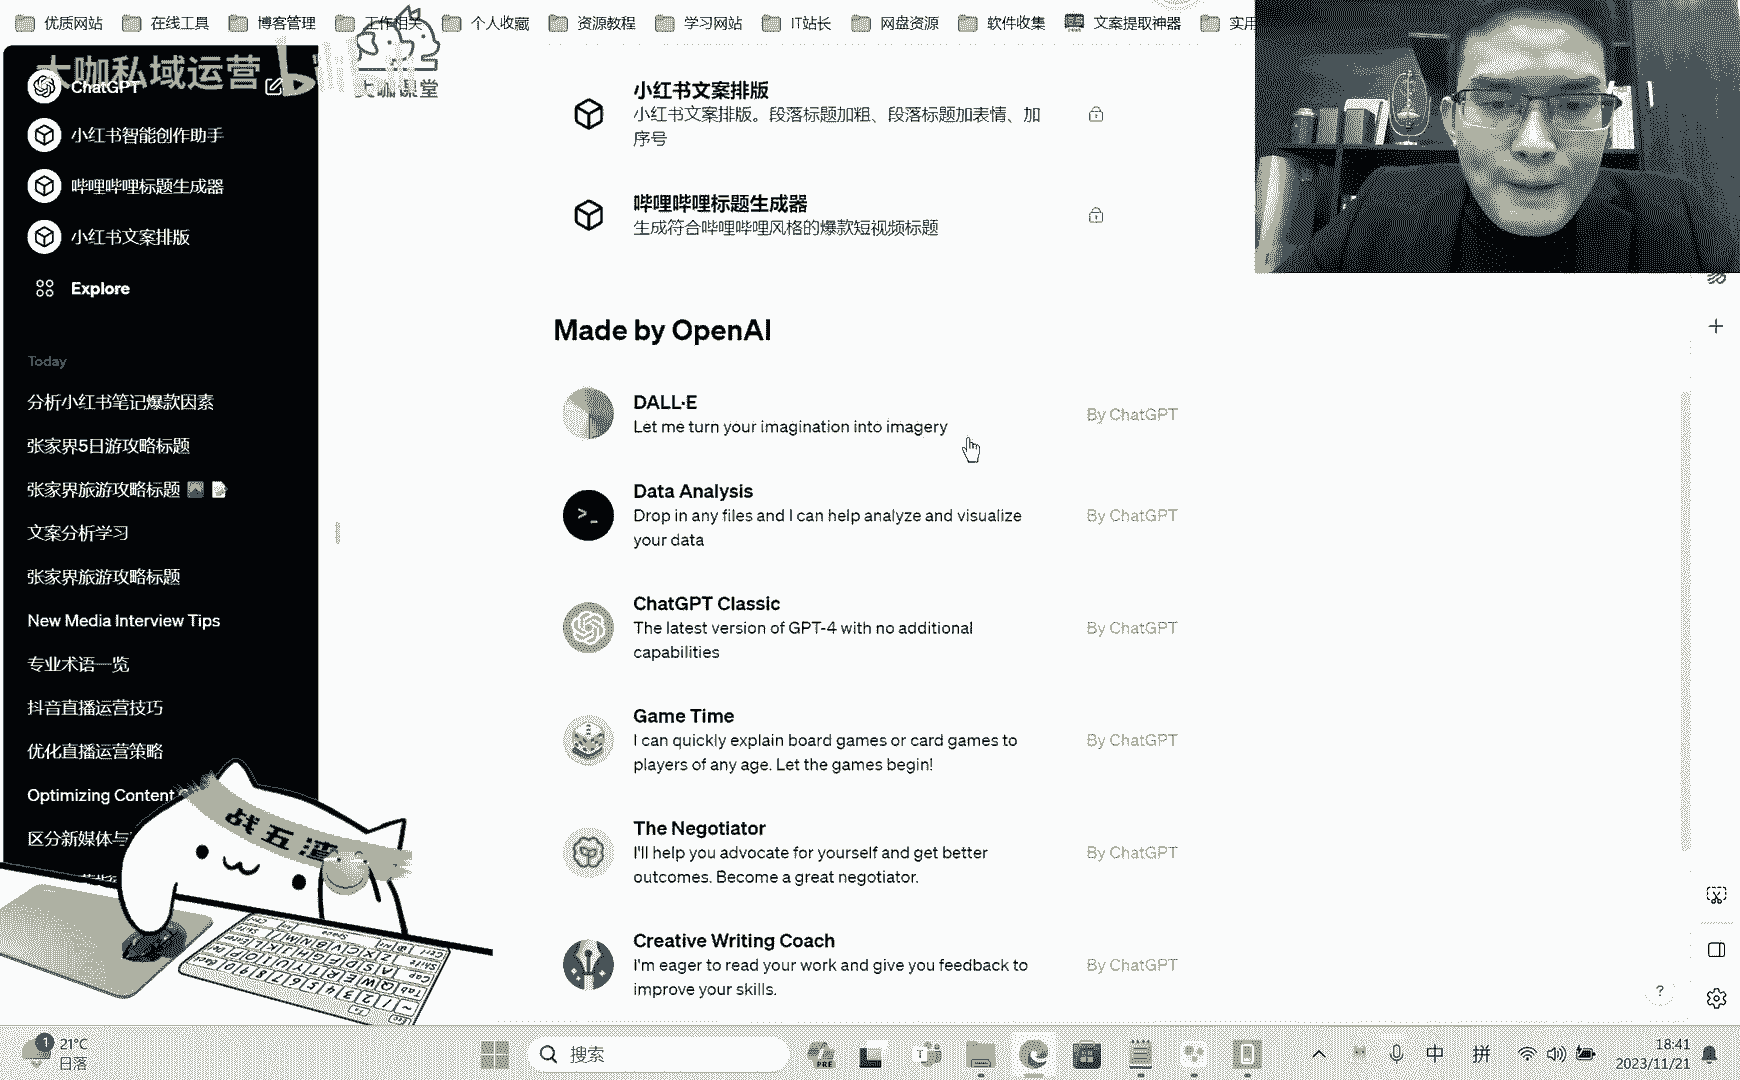 优质网站
在线工具
博客管理
工作相关
个人收藏
资源教程
学习网站
IT站长
网盘资源
软件收集
文案提取神器
实用
大咖私域运营
大咖课堂
ChatGPT
小红书智能创作助手
哔哩哔哩标题生成器
小红书文案排版
Explore
Today
分析小红书笔记爆款因素
张家界5日游攻略标题
张家界旅游攻略标题
文案分析学习
张家界旅游攻略标题
New Media Interview Tips
专业术语一览
抖音直播运营技巧
优化直播运营策略
Optimizing Content
区分新媒体与
小红书文案排版
小红书文案排版。段落标题加粗、段落标题加表情、加
序号
哔哩哔哩标题生成器
生成符合哔哩哔哩风格的爆款短视频标题
Made by OpenAI
DALL·E
Let me turn your imagination into imagery
By ChatGPT
Data Analysis
Drop in any files and I can help analyze and visualize
your data
By ChatGPT
ChatGPT Classic
The latest version of GPT-4 with no additional
capabilities
By ChatGPT
Game Time
I can quickly explain board games or card games to
players of any age. Let the games begin!
By ChatGPT
The Negotiator
I'll help you advocate for yourself and get better
outcomes. Become a great negotiator.
By ChatGPT
Creative Writing Coach
I'm eager to read your work and give you feedback to
improve your skills.
By ChatGPT
战五渣
?
1
21°C
日落
搜索
PRE
中
拼
18:41
2023/11/21